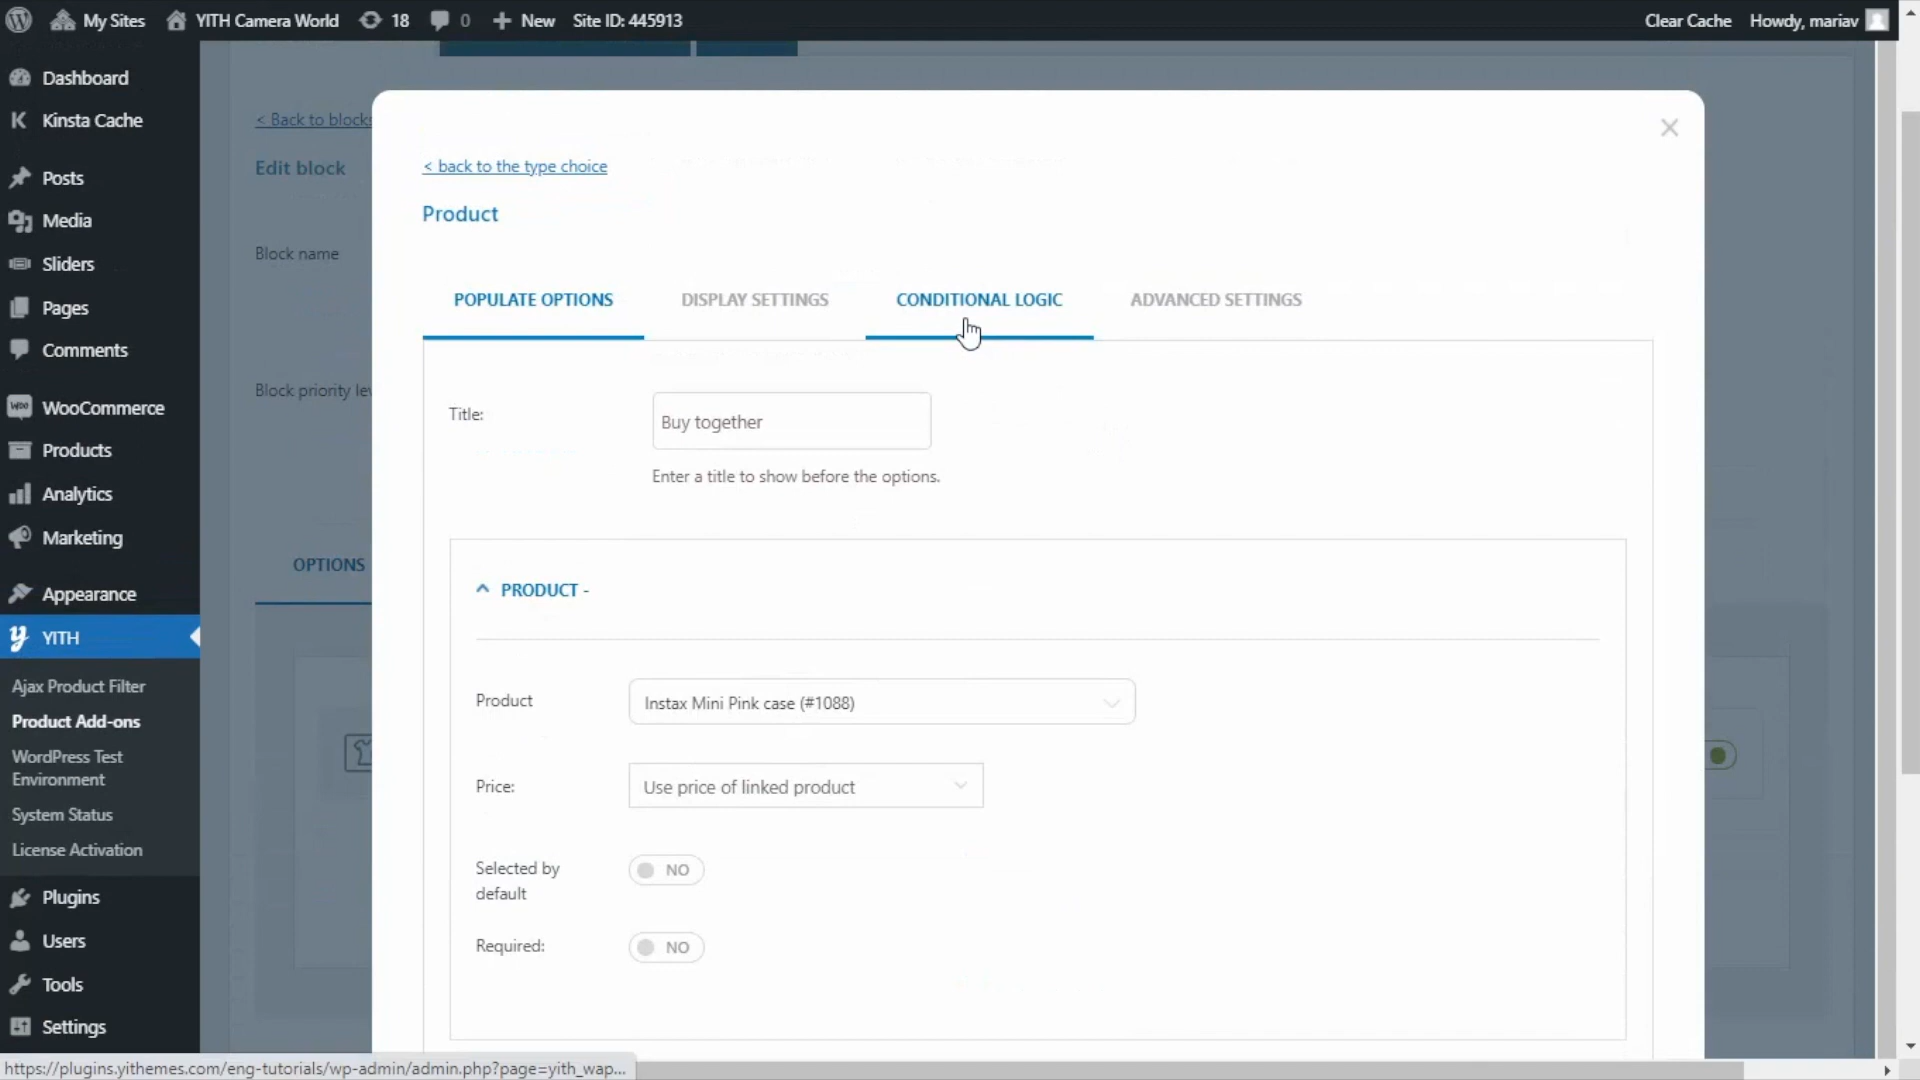 My Sites
YITH Camera World
18
0
New
Site ID: 445913
Clear Cache
Howdy, mariav
Dashboard
Kinsta Cache
Posts
Media
Sliders
Pages
Comments
WooCommerce
Products
Analytics
Marketing
Appearance
YITH
Ajax Product Filter
Product Add-ons
WordPress Test
Environment
System Status
License Activation
Plugins
Users
Tools
Settings
< Back to blocks
Edit block
Block name
Block priority lev
OPTIONS
< back to the type choice
Product
POPULATE OPTIONS
DISPLAY SETTINGS
CONDITIONAL LOGIC
ADVANCED SETTINGS
Title:
Buy together
Enter a title to show before the options.
PRODUCT -
Product
Instax Mini Pink case (#1088)
Price:
Use price of linked product
Selected by
default
NO
Required:
NO
https://plugins.yithemes.com/eng-tutorials/wp-admin/admin.php?page=yith_wap...